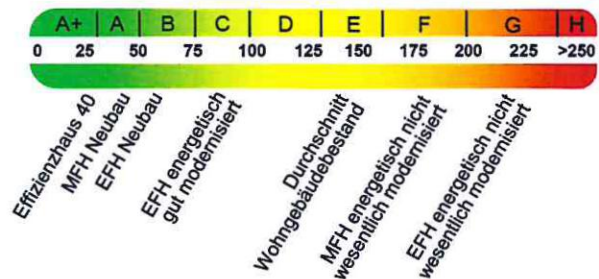 A+ A B C D E F G H
0 25 50 75 100 125 150 175 200 225 >250
Effizienzhaus 40
MFH Neubau
EFH Neubau
EFH energetisch
gut modernisiert
Durchschnitt
Wohngebäudebestand
MFH energetisch nicht
wesentlich modernisiert
EFH energetisch nicht
wesentlich modernisiert